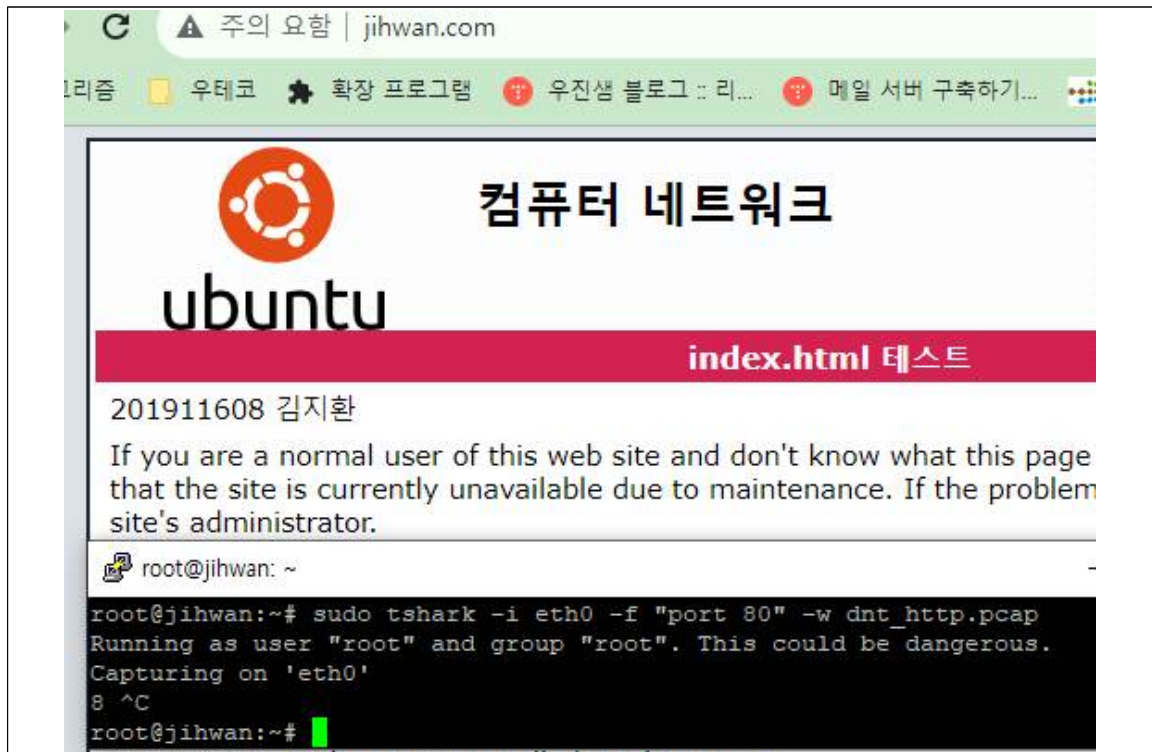 주의 요함 | jihwan.com
리즘 우테코 확장 프로그램 우진샘 블로그 :: 리... 메일 서버 구축하기...
컴퓨터 네트워크
ubuntu
index.html 테스트
201911608 김지환
If you are a normal user of this web site and don't know what this page
that the site is currently unavailable due to maintenance. If the problem
site's administrator.
root@jihwan: ~
root@jihwan:~# sudo tshark -i eth0 -f "port 80" -w dnt_http.pcap
Running as user "root" and group "root". This could be dangerous.
Capturing on 'eth0'
8 ^C
root@jihwan:~#